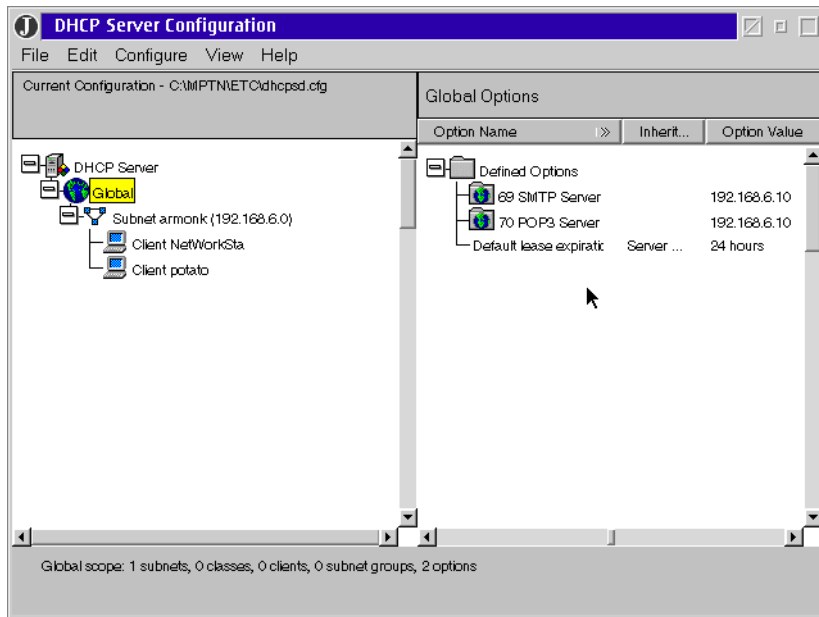 J DHCP Server Configuration
File Edit Configure View Help
Current Configuration - C:\MPTN\ETC\dhcpsd.cfg
Global Options
Option Name » Inherit... Option Value
DHCP Server
Global
Subnet armonk (192.168.6.0)
Client NetWorkSta
Client potato
Defined Options
69 SMTP Server 192.168.6.10
70 POP3 Server 192.168.6.10
Default lease expiratic Server ... 24 hours
Global scope: 1 subnets, 0 classes, 0 clients, 0 subnet groups, 2 options